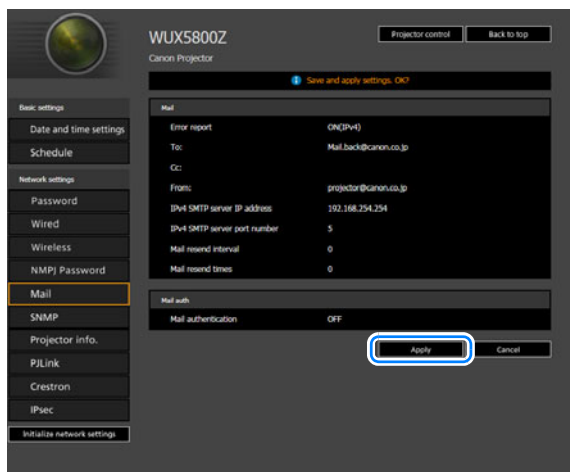 WUX5800Z
Canon Projector
Projector control
Back to top
Save and apply settings. OK?
Basic settings
Date and time settings
Schedule
Network settings
Password
Wired
Wireless
NMPJ Password
Mail
SNMP
Projector info.
PJLink
Crestron
IPsec
Initialize network settings
Mail
Error report ON(IPv4)
To: Mail.back@canon.co.jp
Cc:
From: projector@canon.co.jp
IPv4 SMTP server IP address 192.168.254.254
IPv4 SMTP server port number 5
Mail resend interval 0
Mail resend times 0
Mail auth
Mail authentication OFF
Apply
Cancel